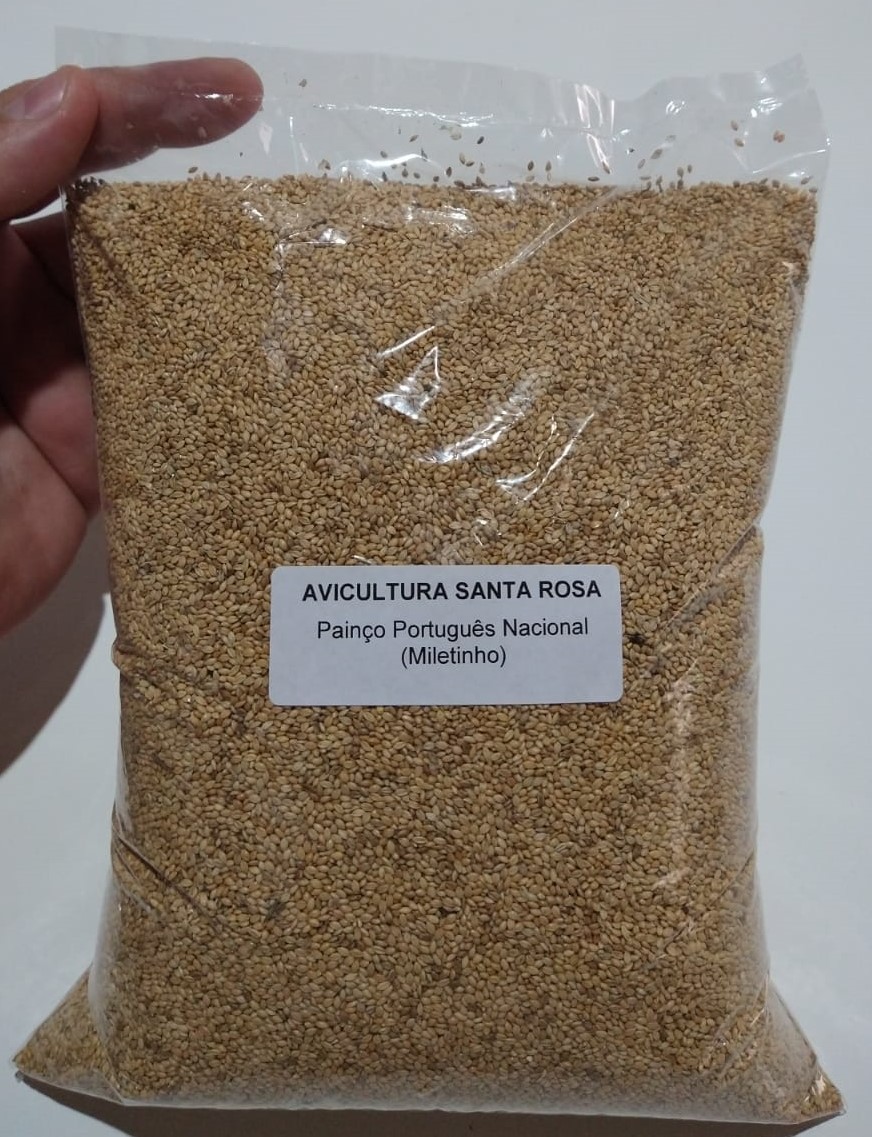 AVICULTURA SANTA ROSA
Painço Português Nacional
(Miletinho)